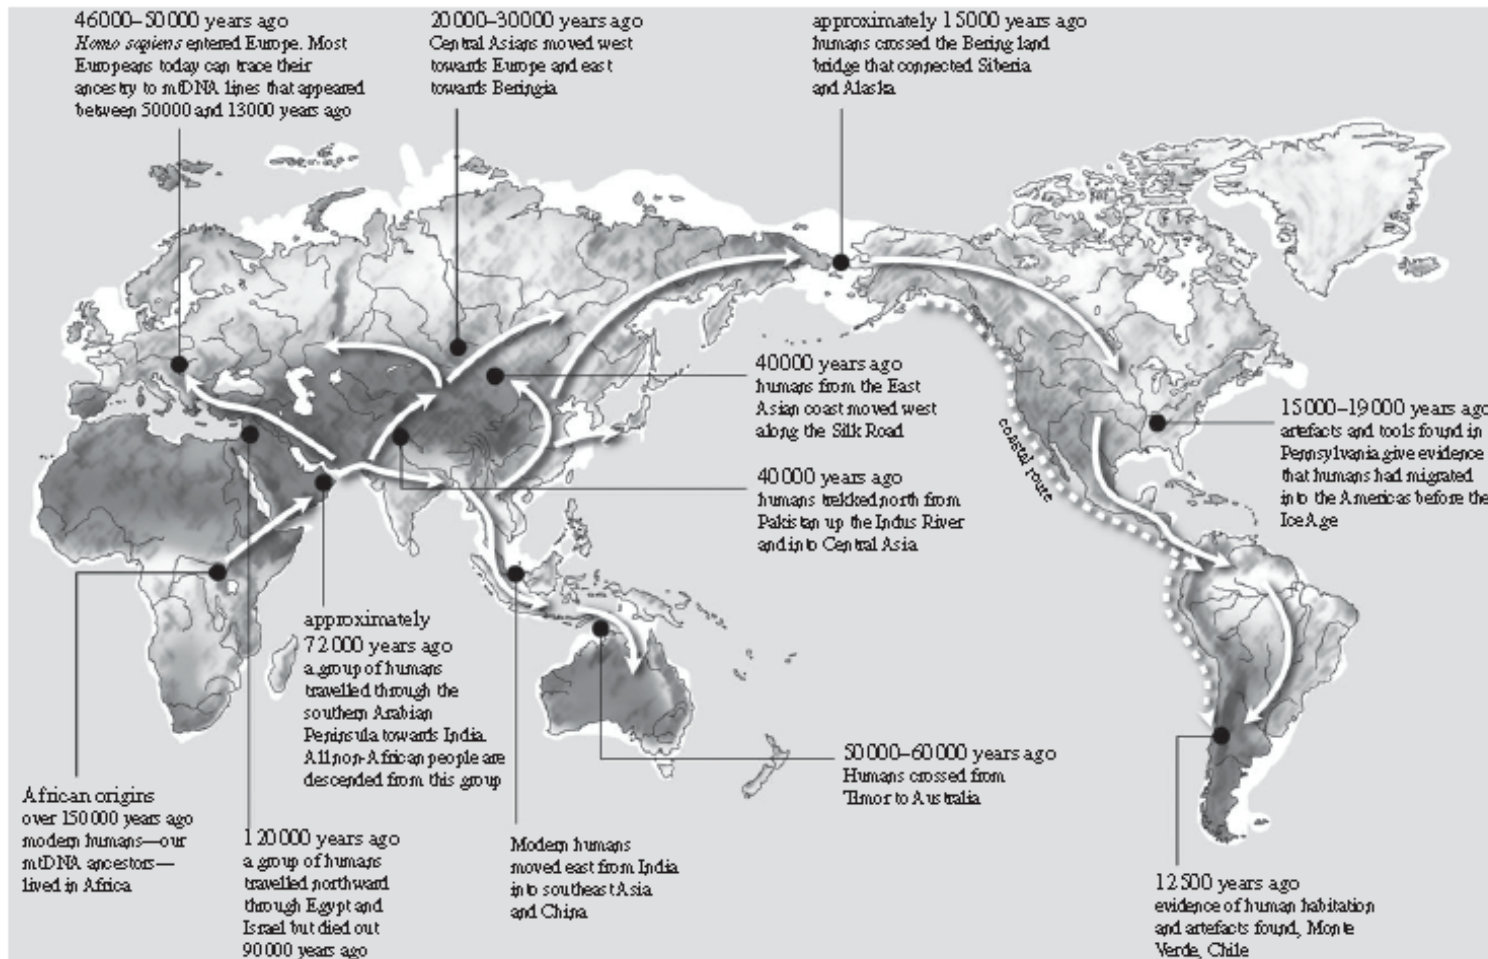 46000–50000 years ago
Homo sapiens entered Europe. Most
Europeans today can trace their
ancestry to mtDNA lines that appeared
between 50000 and 13000 years ago
20000–30000 years ago
Central Asians moved west
towards Europe and east
towards Beringia
approximately 15000 years ago
humans crossed the Bering land
bridge that connected Siberia
and Alaska
40000 years ago
humans from the East
Asian coast moved west
along the Silk Road
40000 years ago
humans trekked north from
Pakistan up the Indus River
and into Central Asia
coastal route
15000–19000 years ago
artefacts and tools found in
Pennsylvania give evidence
that humans had migrated
into the Americas before the
Ice Age
African origins
over 150000 years ago
modern humans—our
mtDNA ancestors—
lived in Africa
120000 years ago
a group of humans
travelled northward
through Egypt and
Israel but died out
90000 years ago
approximately
72000 years ago
a group of humans
travelled through the
southern Arabian
Peninsula towards India.
All non-African people are
descended from this group
Modern humans
moved east from India
into southeast Asia
and China
50000–60000 years ago
Humans crossed from
Timor to Australia
12500 years ago
evidence of human habitation
and artefacts found, Monte
Verde, Chile